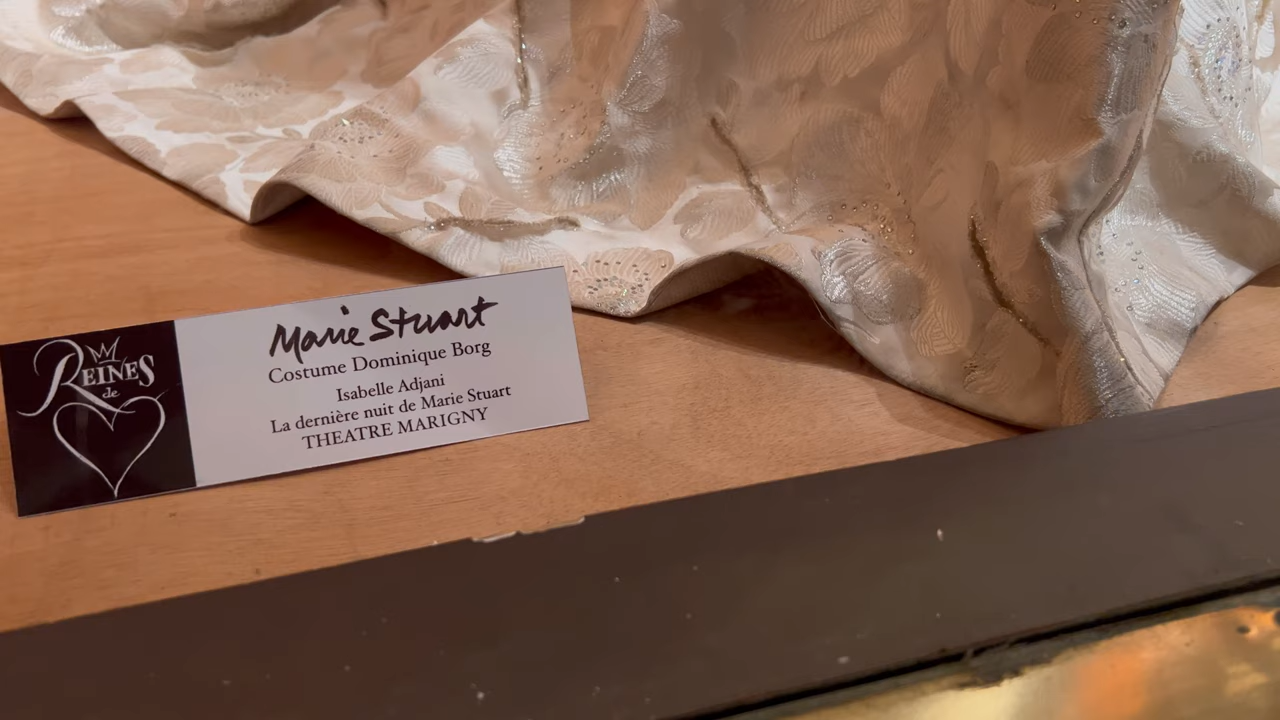 REINES
de
Marie Stuart
Costume Dominique Borg
Isabelle Adjani
La dernière nuit de Marie Stuart
THEATRE MARIGNY